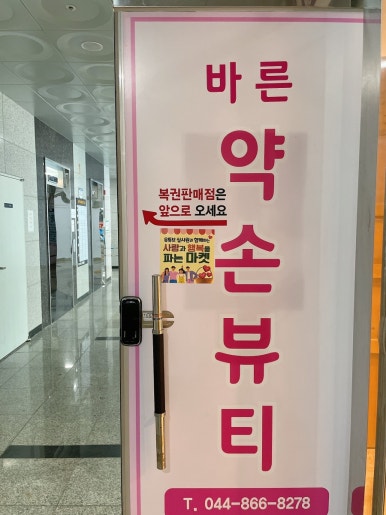 바른
약손뷰티
복권판매점은
앞으로 오세요
사랑과 행복을
파는 마켓
T. 044-866-8278